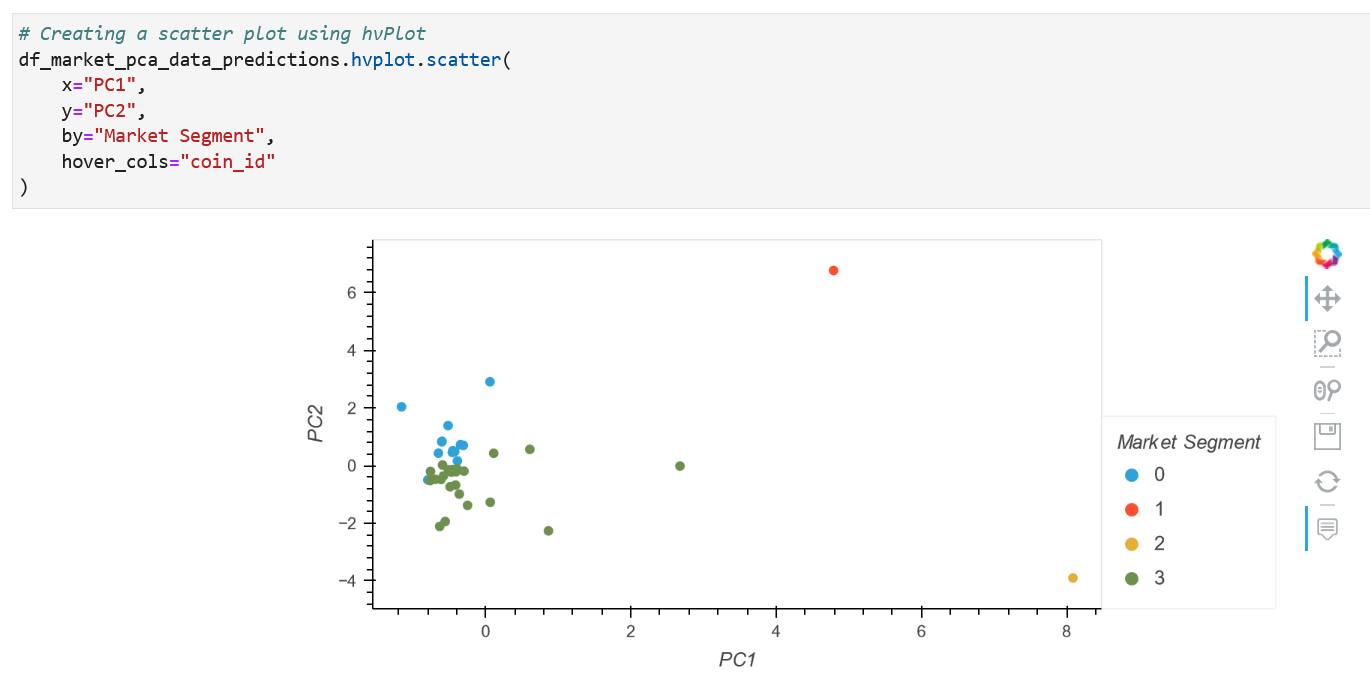 # Creating a scatter plot using hvPlot
df_market_pca_data_predictions.hvplot.scatter(
    x="PC1",
    y="PC2",
    by="Market Segment",
    hover_cols="coin_id"
)
6
4
2
0
−2
−4
PC2
0 2 4 6 8
PC1
Market Segment
0
1
2
3